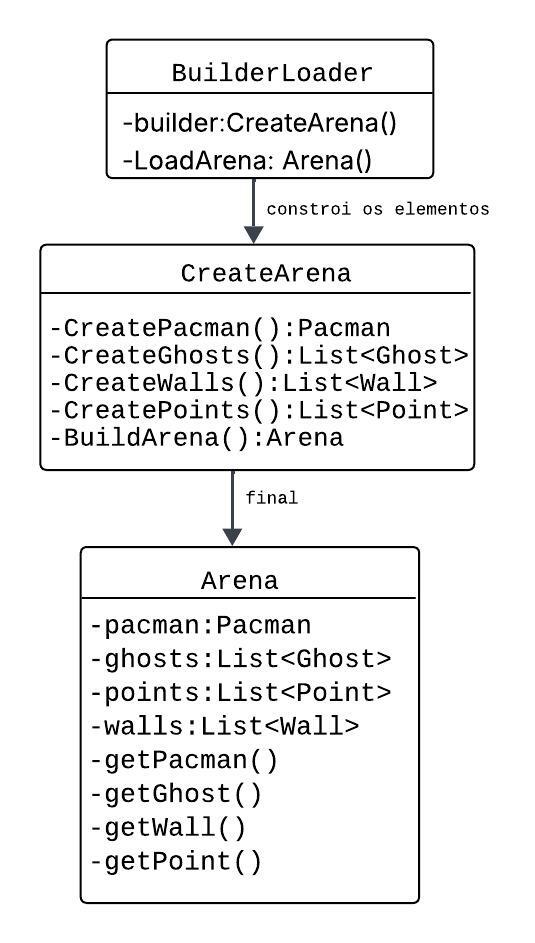 BuilderLoader
-builder:CreateArena()
-LoadArena: Arena()
constroi os elementos
CreateArena
-CreatePacman():Pacman
-CreateGhosts():List<Ghost>
-CreateWalls():List<Wall>
-CreatePoints():List<Point>
-BuildArena():Arena
final
Arena
-pacman:Pacman
-ghosts:List<Ghost>
-points:List<Point>
-walls:List<Wall>
-getPacman()
-getGhost()
-getWall()
-getPoint()